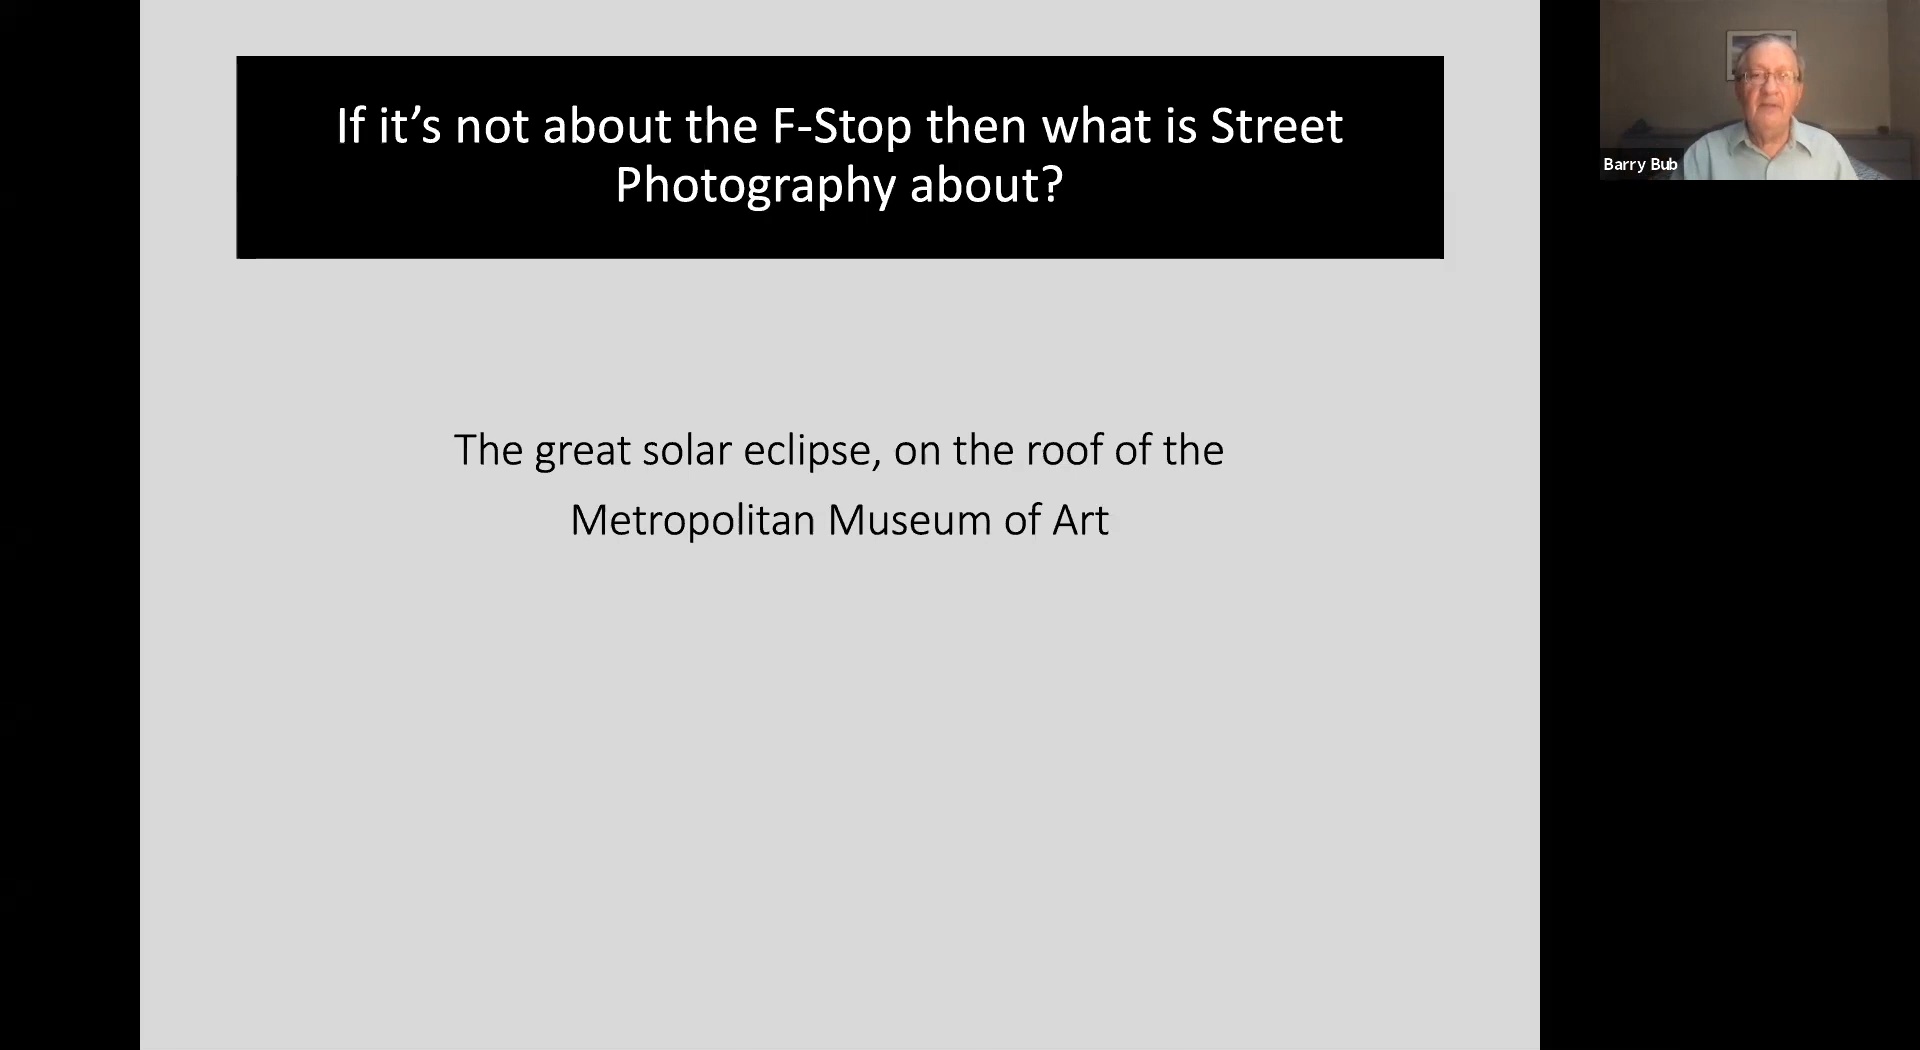 If it’s not about the F-Stop then what is Street
Photography about?
The great solar eclipse, on the roof of the
Metropolitan Museum of Art
Barry Bub